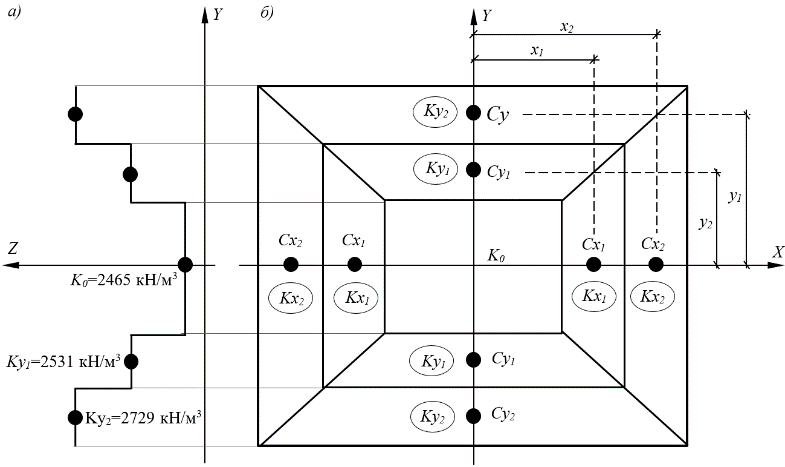 а)
Y
б)
Y
x₂
x₁
Ky₂
Cy
Ky₁
Cy₁
y₁
y₂
Z
Cx₂
Cx₁
K₀
Cx₁
Cx₂
X
K₀=2465 кН/м³
Kx₂
Kx₁
Kx₁
Kx₂
Ky₁=2531 кН/м³
Ky₁
Cy₁
Ky₂=2729 кН/м³
Ky₂
Cy₂